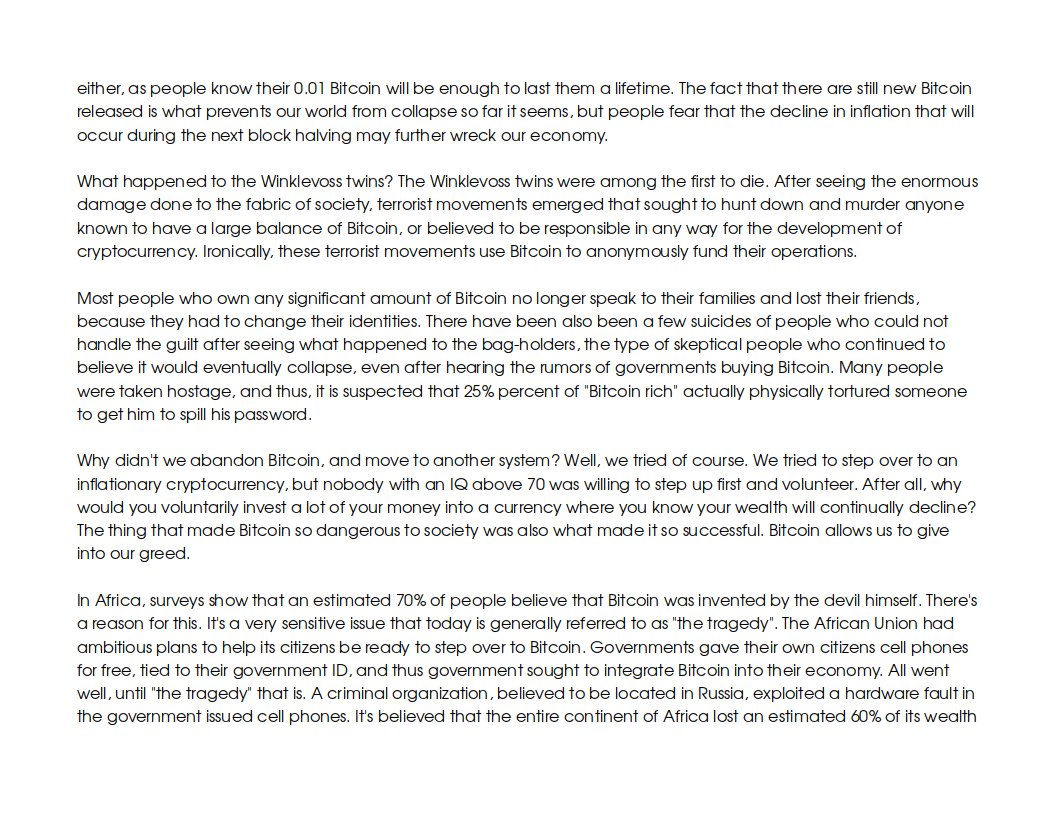 either, as people know their 0.01 Bitcoin will be enough to last them a lifetime. The fact that there are still new Bitcoin
released is what prevents our world from collapse so far it seems, but people fear that the decline in inflation that will
occur during the next block halving may further wreck our economy.
What happened to the Winklevoss twins? The Winklevoss twins were among the first to die. After seeing the enormous
damage done to the fabric of society, terrorist movements emerged that sought to hunt down and murder anyone
known to have a large balance of Bitcoin, or believed to be responsible in any way for the development of
cryptocurrency. Ironically, these terrorist movements use Bitcoin to anonymously fund their operations.
Most people who own any significant amount of Bitcoin no longer speak to their families and lost their friends,
because they had to change their identities. There have been also been a few suicides of people who could not
handle the guilt after seeing what happened to the bag-holders, the type of skeptical people who continued to
believe it would eventually collapse, even after hearing the rumors of governments buying Bitcoin. Many people
were taken hostage, and thus, it is suspected that 25% percent of "Bitcoin rich" actually physically tortured someone
to get him to spill his password.
Why didn't we abandon Bitcoin, and move to another system? Well, we tried of course. We tried to step over to an
inflationary cryptocurrency, but nobody with an IQ above 70 was willing to step up first and volunteer. After all, why
would you voluntarily invest a lot of your money into a currency where you know your wealth will continually decline?
The thing that made Bitcoin so dangerous to society was also what made it so successful. Bitcoin allows us to give
into our greed.
In Africa, surveys show that an estimated 70% of people believe that Bitcoin was invented by the devil himself. There's
a reason for this. It's a very sensitive issue that today is generally referred to as "the tragedy". The African Union had
ambitious plans to help its citizens be ready to step over to Bitcoin. Governments gave their own citizens cell phones
for free, tied to their government ID, and thus government sought to integrate Bitcoin into their economy. All went
well, until "the tragedy" that is. A criminal organization, believed to be located in Russia, exploited a hardware fault in
the government issued cell phones. It's believed that the entire continent of Africa lost an estimated 60% of its wealth